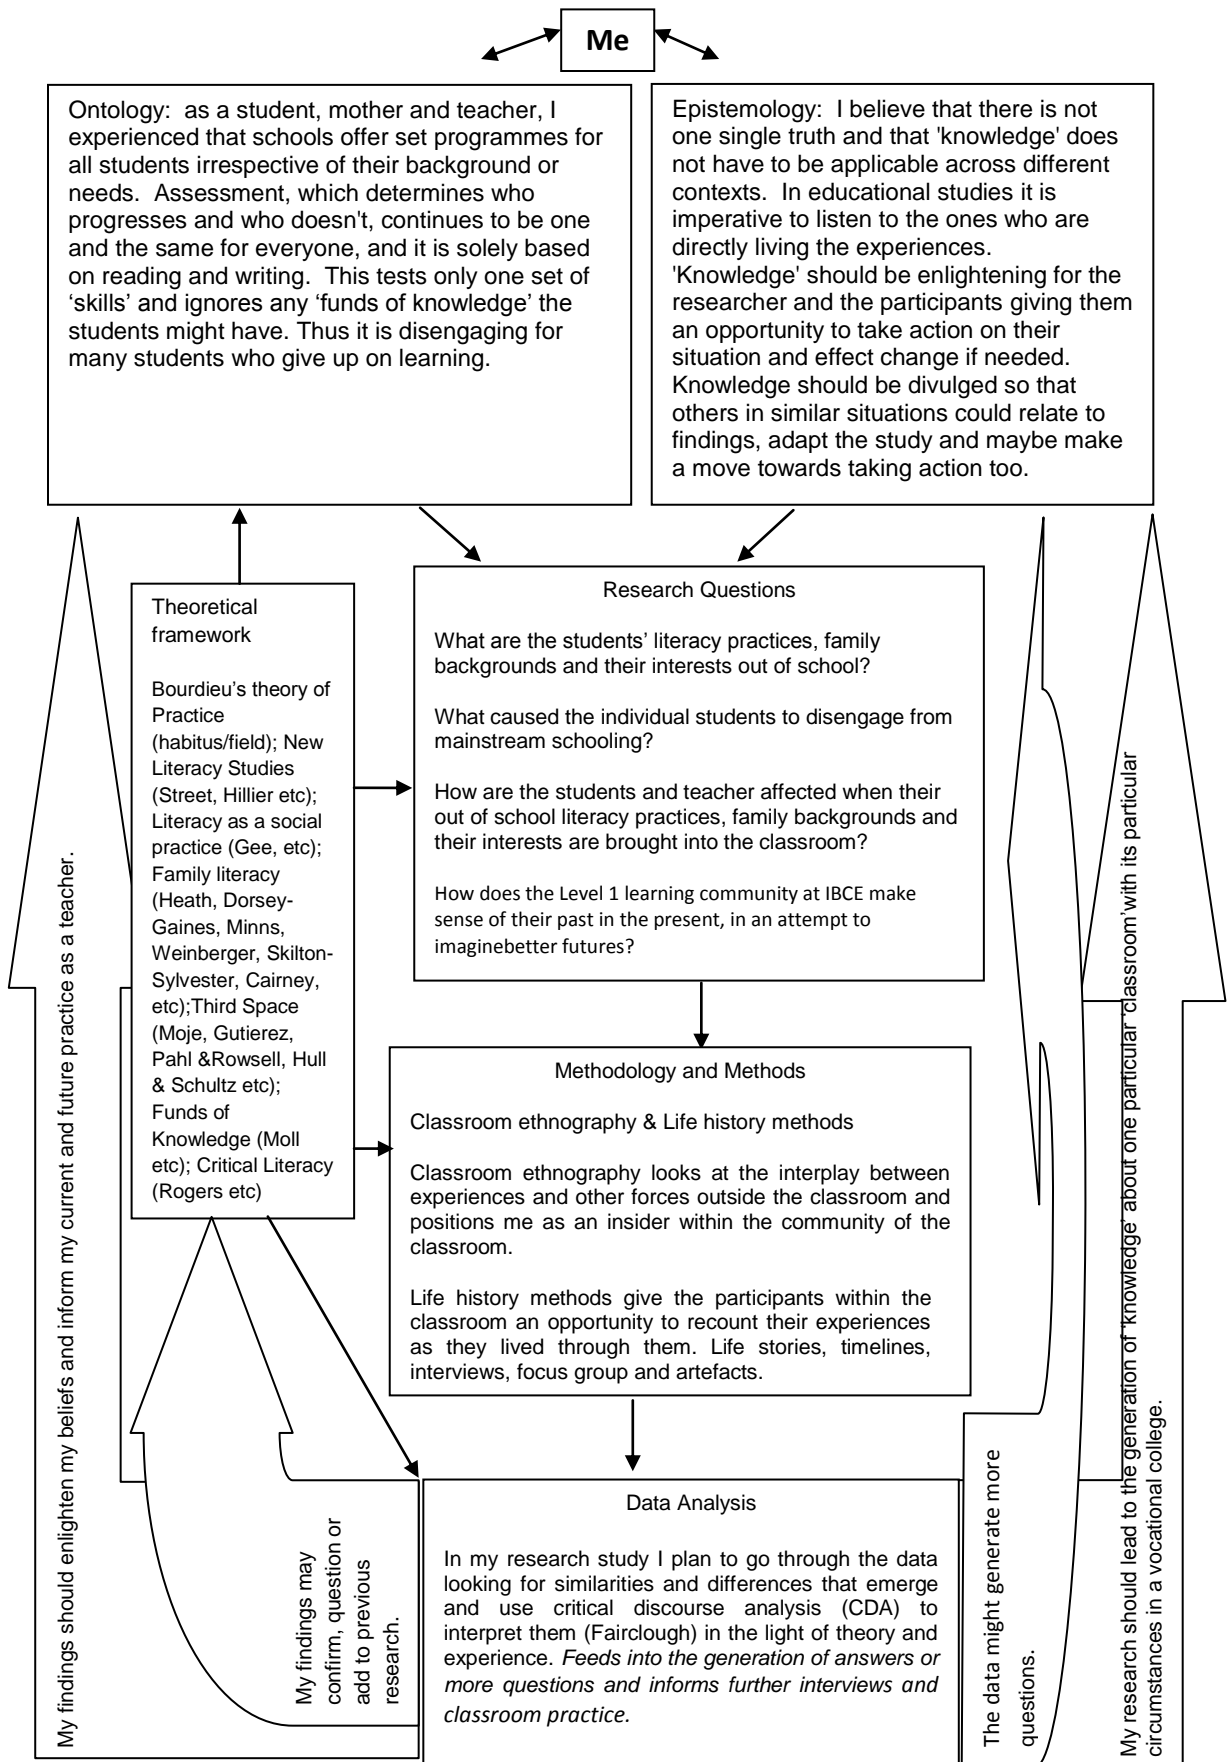 Me
Ontology:  as a student, mother and teacher, I
experienced that schools offer set programmes for
all students irrespective of their background or
needs.  Assessment, which determines who
progresses and who doesn't, continues to be one
and the same for everyone, and it is solely based
on reading and writing.  This tests only one set of
‘skills’ and ignores any ‘funds of knowledge’ the
students might have. Thus it is disengaging for
many students who give up on learning.
Epistemology:  I believe that there is not
one single truth and that 'knowledge' does
not have to be applicable across different
contexts.  In educational studies it is
imperative to listen to the ones who are
directly living the experiences.
'Knowledge' should be enlightening for the
researcher and the participants giving them
an opportunity to take action on their
situation and effect change if needed.
Knowledge should be divulged so that
others in similar situations could relate to
findings, adapt the study and maybe make
a move towards taking action too.
Theoretical
framework
Bourdieu’s theory of
Practice
(habitus/field); New
Literacy Studies
(Street, Hillier etc);
Literacy as a social
practice (Gee, etc);
Family literacy
(Heath, Dorsey-
Gaines, Minns,
Weinberger, Skilton-
Sylvester, Cairney,
etc);Third Space
(Moje, Gutierez,
Pahl &Rowsell, Hull
& Schultz etc);
Funds of
Knowledge (Moll
etc); Critical Literacy
(Rogers etc)
Research Questions
What are the students’ literacy practices, family
backgrounds and their interests out of school?
What caused the individual students to disengage from
mainstream schooling?
How are the students and teacher affected when their
out of school literacy practices, family backgrounds and
their interests are brought into the classroom?
How does the Level 1 learning community at IBCE make
sense of their past in the present, in an attempt to
imaginebetter futures?
Methodology and Methods
Classroom ethnography & Life history methods
Classroom ethnography looks at the interplay between
experiences and other forces outside the classroom and
positions me as an insider within the community of the
classroom.
Life history methods give the participants within the
classroom an opportunity to recount their experiences
as they lived through them. Life stories, timelines,
interviews, focus group and artefacts.
Data Analysis
In my research study I plan to go through the data
looking for similarities and differences that emerge
and use critical discourse analysis (CDA) to
interpret them (Fairclough) in the light of theory and
experience. Feeds into the generation of answers or
more questions and informs further interviews and
classroom practice.
My findings should enlighten my beliefs and inform my current and future practice as a teacher.
My findings may
confirm, question or
add to previous
research.
The data might generate more
questions.
My research should lead to the generation of ‘knowledge’ about one particular ‘classroom’with its particular
circumstances in a vocational college.